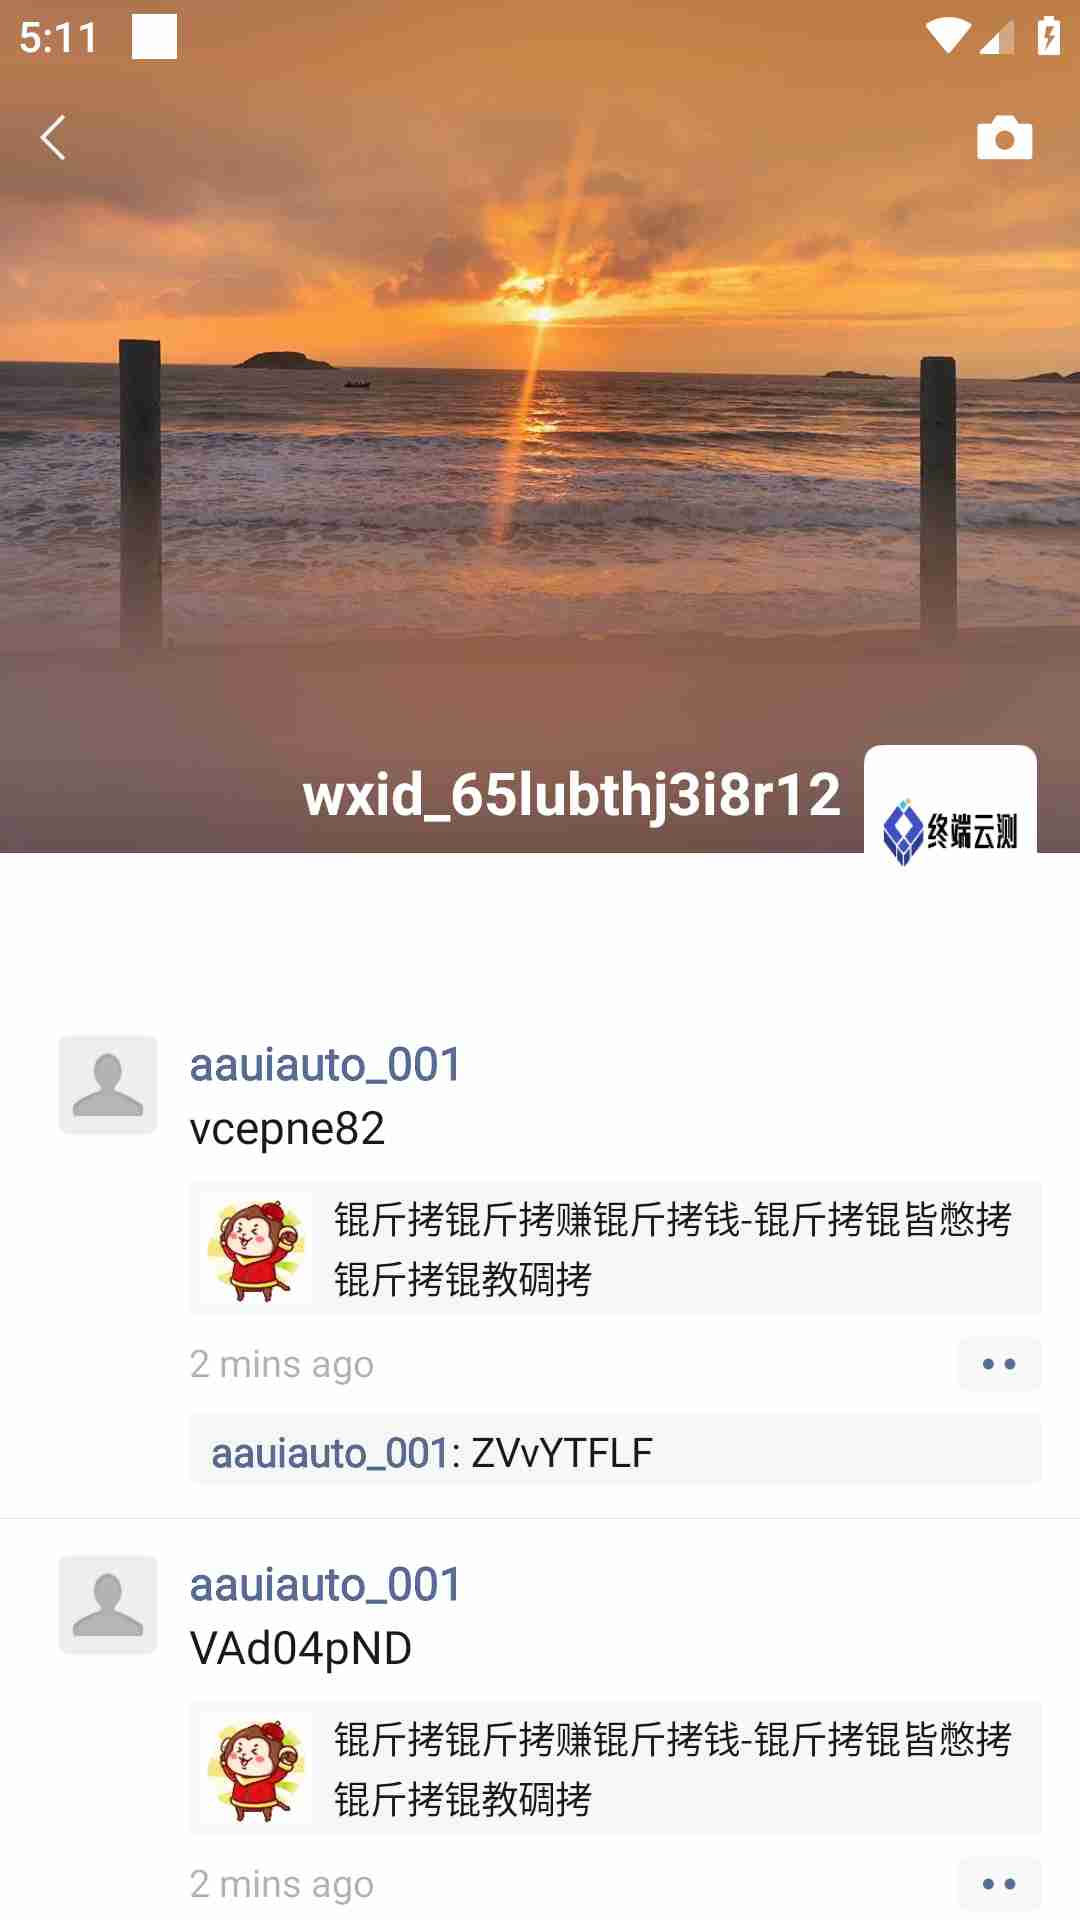 5:11
wxid_65lubthj3i8r12
终端云测
aauiauto_001
vcepne82
锟斤拷锟斤拷赚锟斤拷钱-锟斤拷锟皆憋拷
锟斤拷锟教碉拷
2 mins ago
aauiauto_001: ZVvYTFLF
aauiauto_001
VAd04pND
锟斤拷锟斤拷赚锟斤拷钱-锟斤拷锟皆憋拷
锟斤拷锟教碉拷
2 mins ago